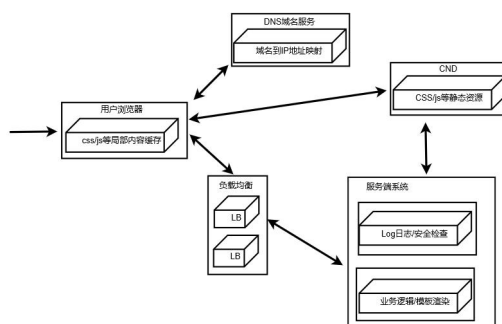 DNS域名服务
域名到IP地址映射
CND
CSS/js等静态资源
用户浏览器
css/js等局部内容缓存
负载均衡
LB
LB
服务端系统
Log日志/安全检查
业务逻辑/模板渲染